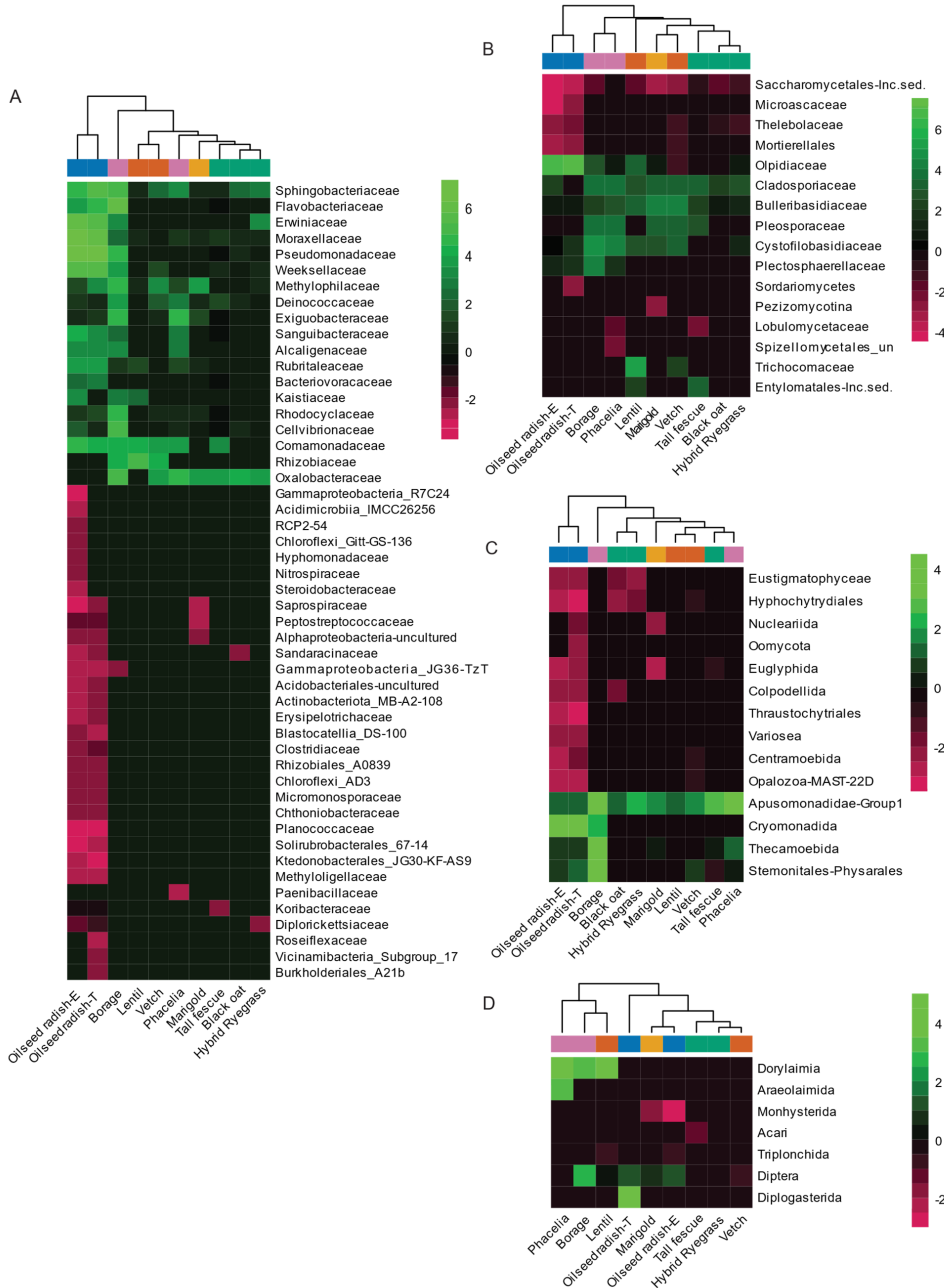 A
Sphingobacteriaceae
Flavobacteriaceae
Erwiniaceae
Moraxellaceae
Pseudomonadaceae
Weeksellaceae
Methylophilaceae
Deinococcaceae
Exiguobacteraceae
Sanguibacteraceae
Alcaligenaceae
Rubritaleaceae
Bacteriovoracaceae
Kaistiaceae
Rhodocyclaceae
Cellvibrionaceae
Comamonadaceae
Rhizobiaceae
Oxalobacteraceae
Gammaproteobacteria_R7C24
Acidimicrobiia_IMCC26256
RCP2-54
Chloroflexi_Gitt-GS-136
Hyphomonadaceae
Nitrospiraceae
Steroidobacteraceae
Saprospiraceae
Peptostreptococcaceae
Alphaproteobacteria-uncultured
Sandaracinaceae
Gammaproteobacteria_JG36-TzT
Acidobacteriales-uncultured
Actinobacteriota_MB-A2-108
Erysipelotrichaceae
Blastocatellia_DS-100
Clostridiaceae
Rhizobiales_A0839
Chloroflexi_AD3
Micromonosporaceae
Chthoniobacteraceae
Planococcaceae
Solirubrobacterales_67-14
Ktedonobacterales_JG30-KF-AS9
Methyloligellaceae
Paenibacillaceae
Koribacteraceae
Diplorickettsiaceae
Roseiflexaceae
Vicinamibacteria_Subgroup_17
Burkholderiales_A21b
Oilseed radish-E
Oilseed radish-T
Borage
Lentil
Vetch
Phacelia
Marigold
Tall fescue
Black oat
Hybrid Ryegrass
6
4
2
0
-2
B
Saccharomycetales-Inc.sed.
Microascaceae
Thelebolaceae
Mortierellales
Olpidiaceae
Cladosporiaceae
Bulleribasidiaceae
Pleosporaceae
Cystofilobasidiaceae
Plectosphaerellaceae
Sordariomycetes
Pezizomycotina
Lobulomycetaceae
Spizellomycetales_un
Trichocomaceae
Entylomatales-Inc.sed.
Oilseed radish-E
Oilseed radish-T
Borage
Phacelia
Lentil
Marigold
Vetch
Tall fescue
Black oat
Hybrid Ryegrass
6
4
2
0
-2
-4
C
Eustigmatophyceae
Hyphochytrydiales
Nucleariida
Oomycota
Euglyphida
Colpodellida
Thraustochytriales
Variosea
Centramoebida
Opalozoa-MAST-22D
Apusomonadidae-Group1
Cryomonadida
Thecamoebida
Stemonitales-Physarales
Oilseed radish-E
Oilseed radish-T
Borage
Black oat
Hybrid Ryegrass
Marigold
Lentil
Vetch
Tall fescue
Phacelia
4
2
0
-2
D
Dorylaimia
Araeolaimida
Monhysterida
Acari
Triplonchida
Diptera
Diplogasterida
Phacelia
Borage
Lentil
Oilseed radish-T
Marigold
Oilseed radish-E
Tall fescue
Hybrid Ryegrass
Vetch
4
2
0
-2